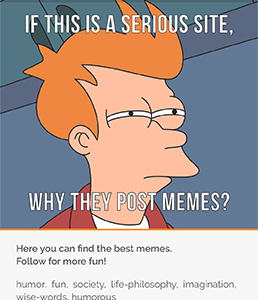 IF THIS IS A SERIOUS SITE,
WHY THEY POST MEMES?
Here you can find the best memes.
Follow for more fun!
humor, fun, society, life-philosophy, imagination,
wise-words, humorous